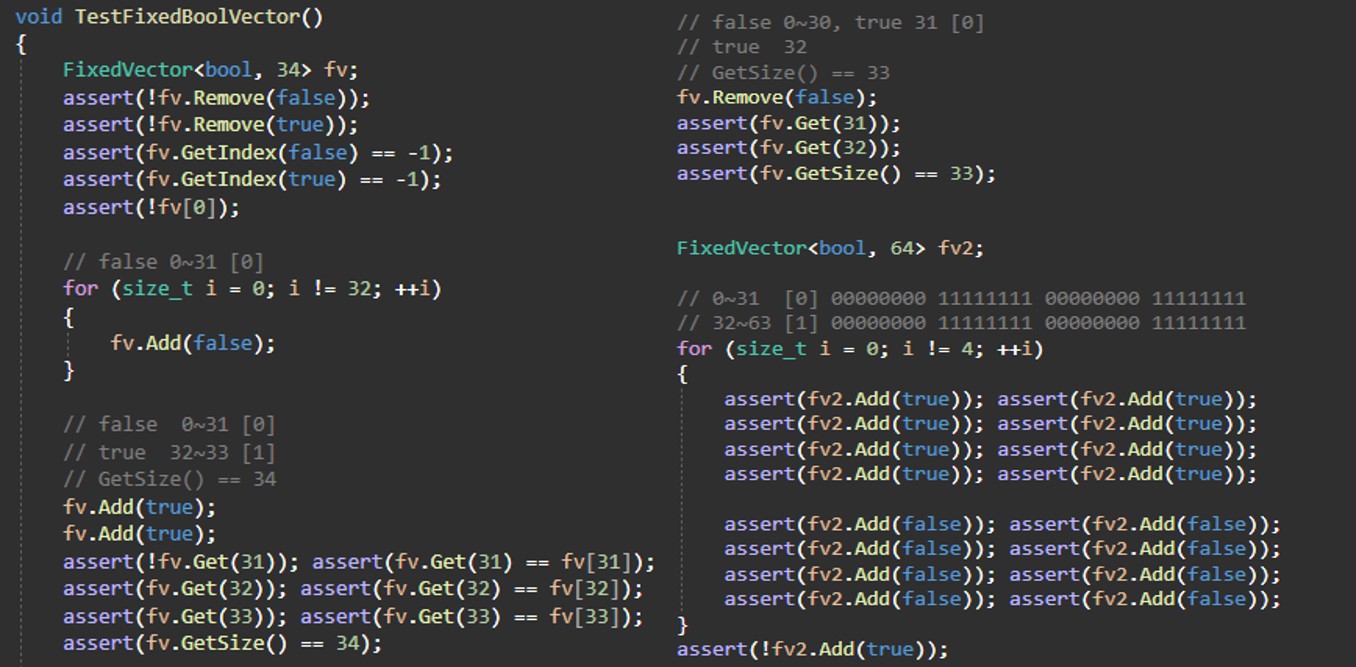 void TestFixedBoolVector()
{
    FixedVector<bool, 34> fv;
    assert(!fv.Remove(false));
    assert(!fv.Remove(true));
    assert(fv.GetIndex(false) == -1);
    assert(fv.GetIndex(true) == -1);
    assert(!fv[0]);

    // false 0~31 [0]
    for (size_t i = 0; i != 32; ++i)
    {
        fv.Add(false);
    }

    // false  0~31 [0]
    // true  32~33 [1]
    // GetSize() == 34
    fv.Add(true);
    fv.Add(true);
    assert(!fv.Get(31)); assert(fv.Get(31) == fv[31]);
    assert(fv.Get(32)); assert(fv.Get(32) == fv[32]);
    assert(fv.Get(33)); assert(fv.Get(33) == fv[33]);
    assert(fv.GetSize() == 34);

// false 0~30, true 31 [0]
// true  32
// GetSize() == 33
fv.Remove(false);
assert(fv.Get(31));
assert(fv.Get(32));
assert(fv.GetSize() == 33);

FixedVector<bool, 64> fv2;

// 0~31  [0] 00000000 11111111 00000000 11111111
// 32~63 [1] 00000000 11111111 00000000 11111111
for (size_t i = 0; i != 4; ++i)
{
    assert(fv2.Add(true)); assert(fv2.Add(true));
    assert(fv2.Add(true)); assert(fv2.Add(true));
    assert(fv2.Add(true)); assert(fv2.Add(true));
    assert(fv2.Add(true)); assert(fv2.Add(true));

    assert(fv2.Add(false)); assert(fv2.Add(false));
    assert(fv2.Add(false)); assert(fv2.Add(false));
    assert(fv2.Add(false)); assert(fv2.Add(false));
    assert(fv2.Add(false)); assert(fv2.Add(false));
}
assert(!fv2.Add(true));